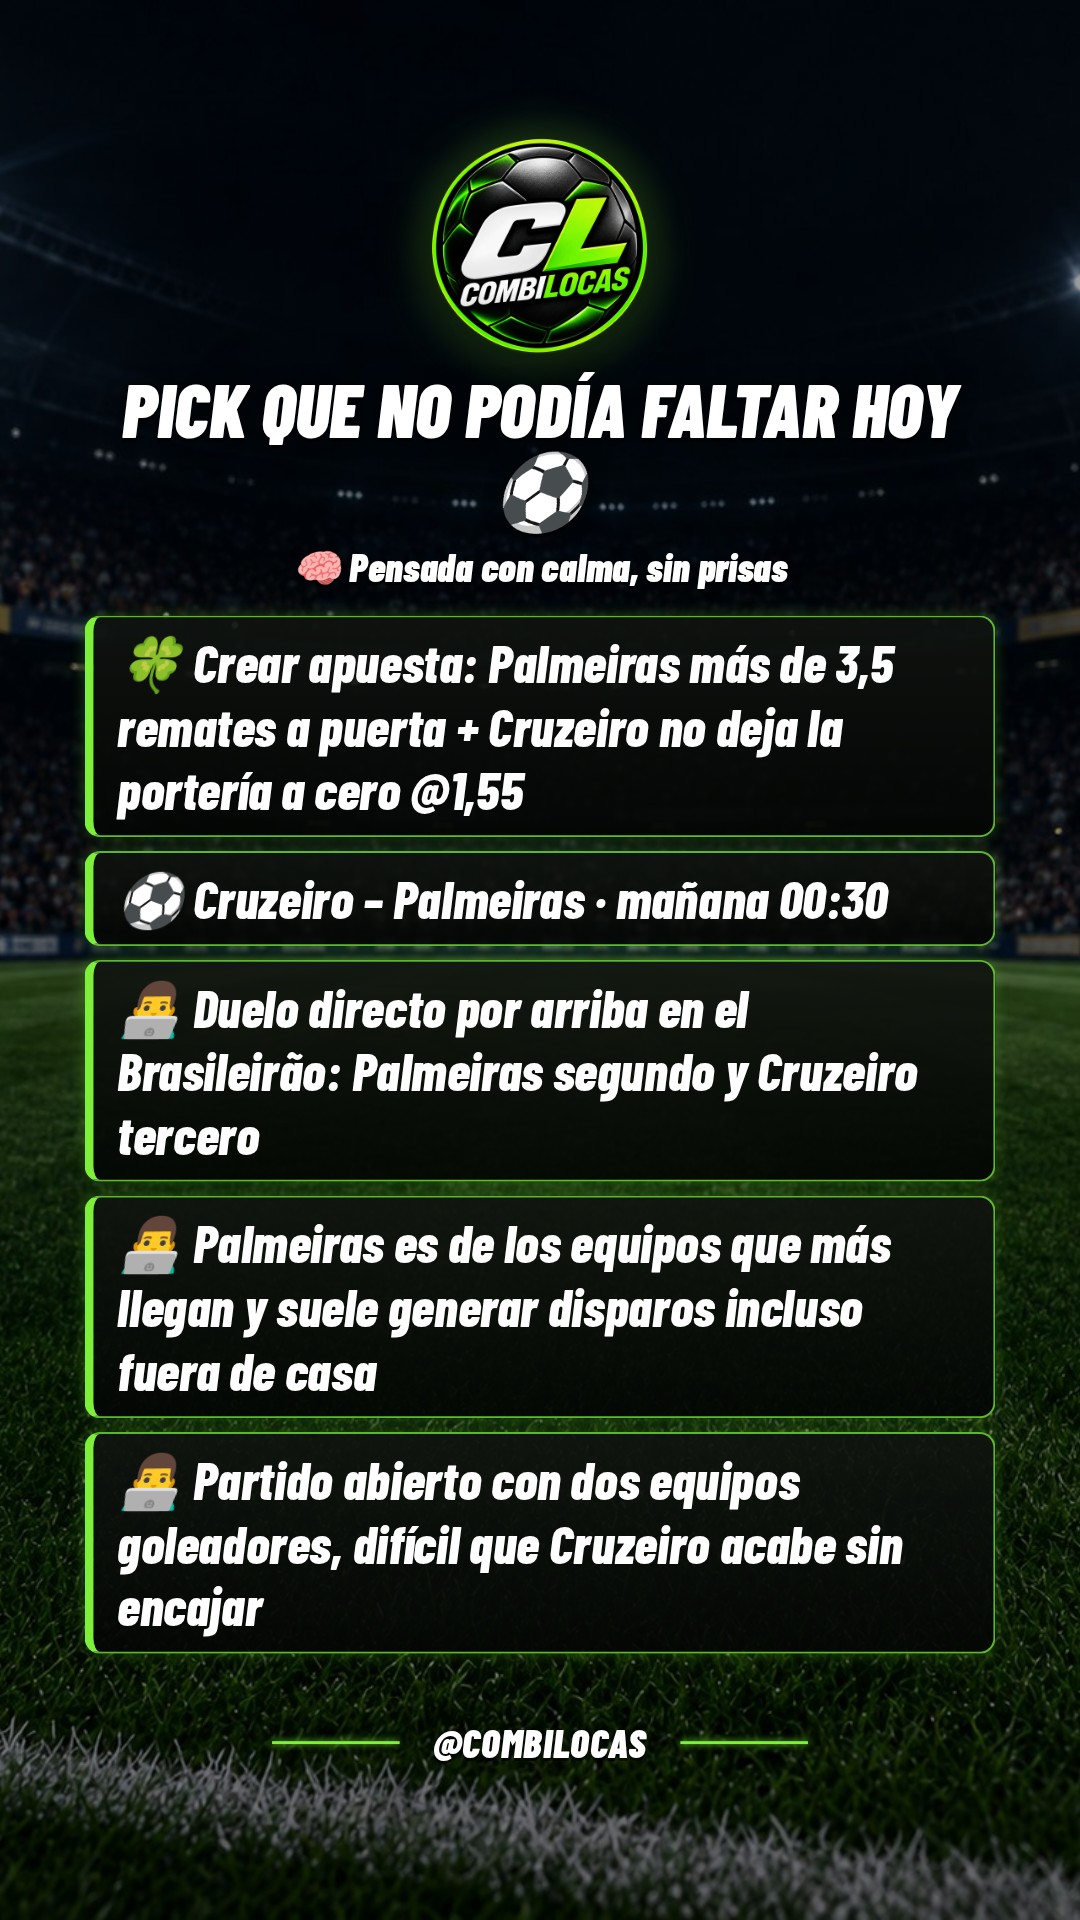 CL
COMBILOCAS
PICK QUE NO PODÍA FALTAR HOY
⚽
🧠 Pensada con calma, sin prisas
🍀 Crear apuesta: Palmeiras más de 3,5
remates a puerta + Cruzeiro no deja la
portería a cero @1,55
⚽ Cruzeiro – Palmeiras · mañana 00:30
👨‍💻 Duelo directo por arriba en el
Brasileirão: Palmeiras segundo y Cruzeiro
tercero
👨‍💻 Palmeiras es de los equipos que más
llegan y suele generar disparos incluso
fuera de casa
👨‍💻 Partido abierto con dos equipos
goleadores, difícil que Cruzeiro acabe sin
encajar
@COMBILOCAS